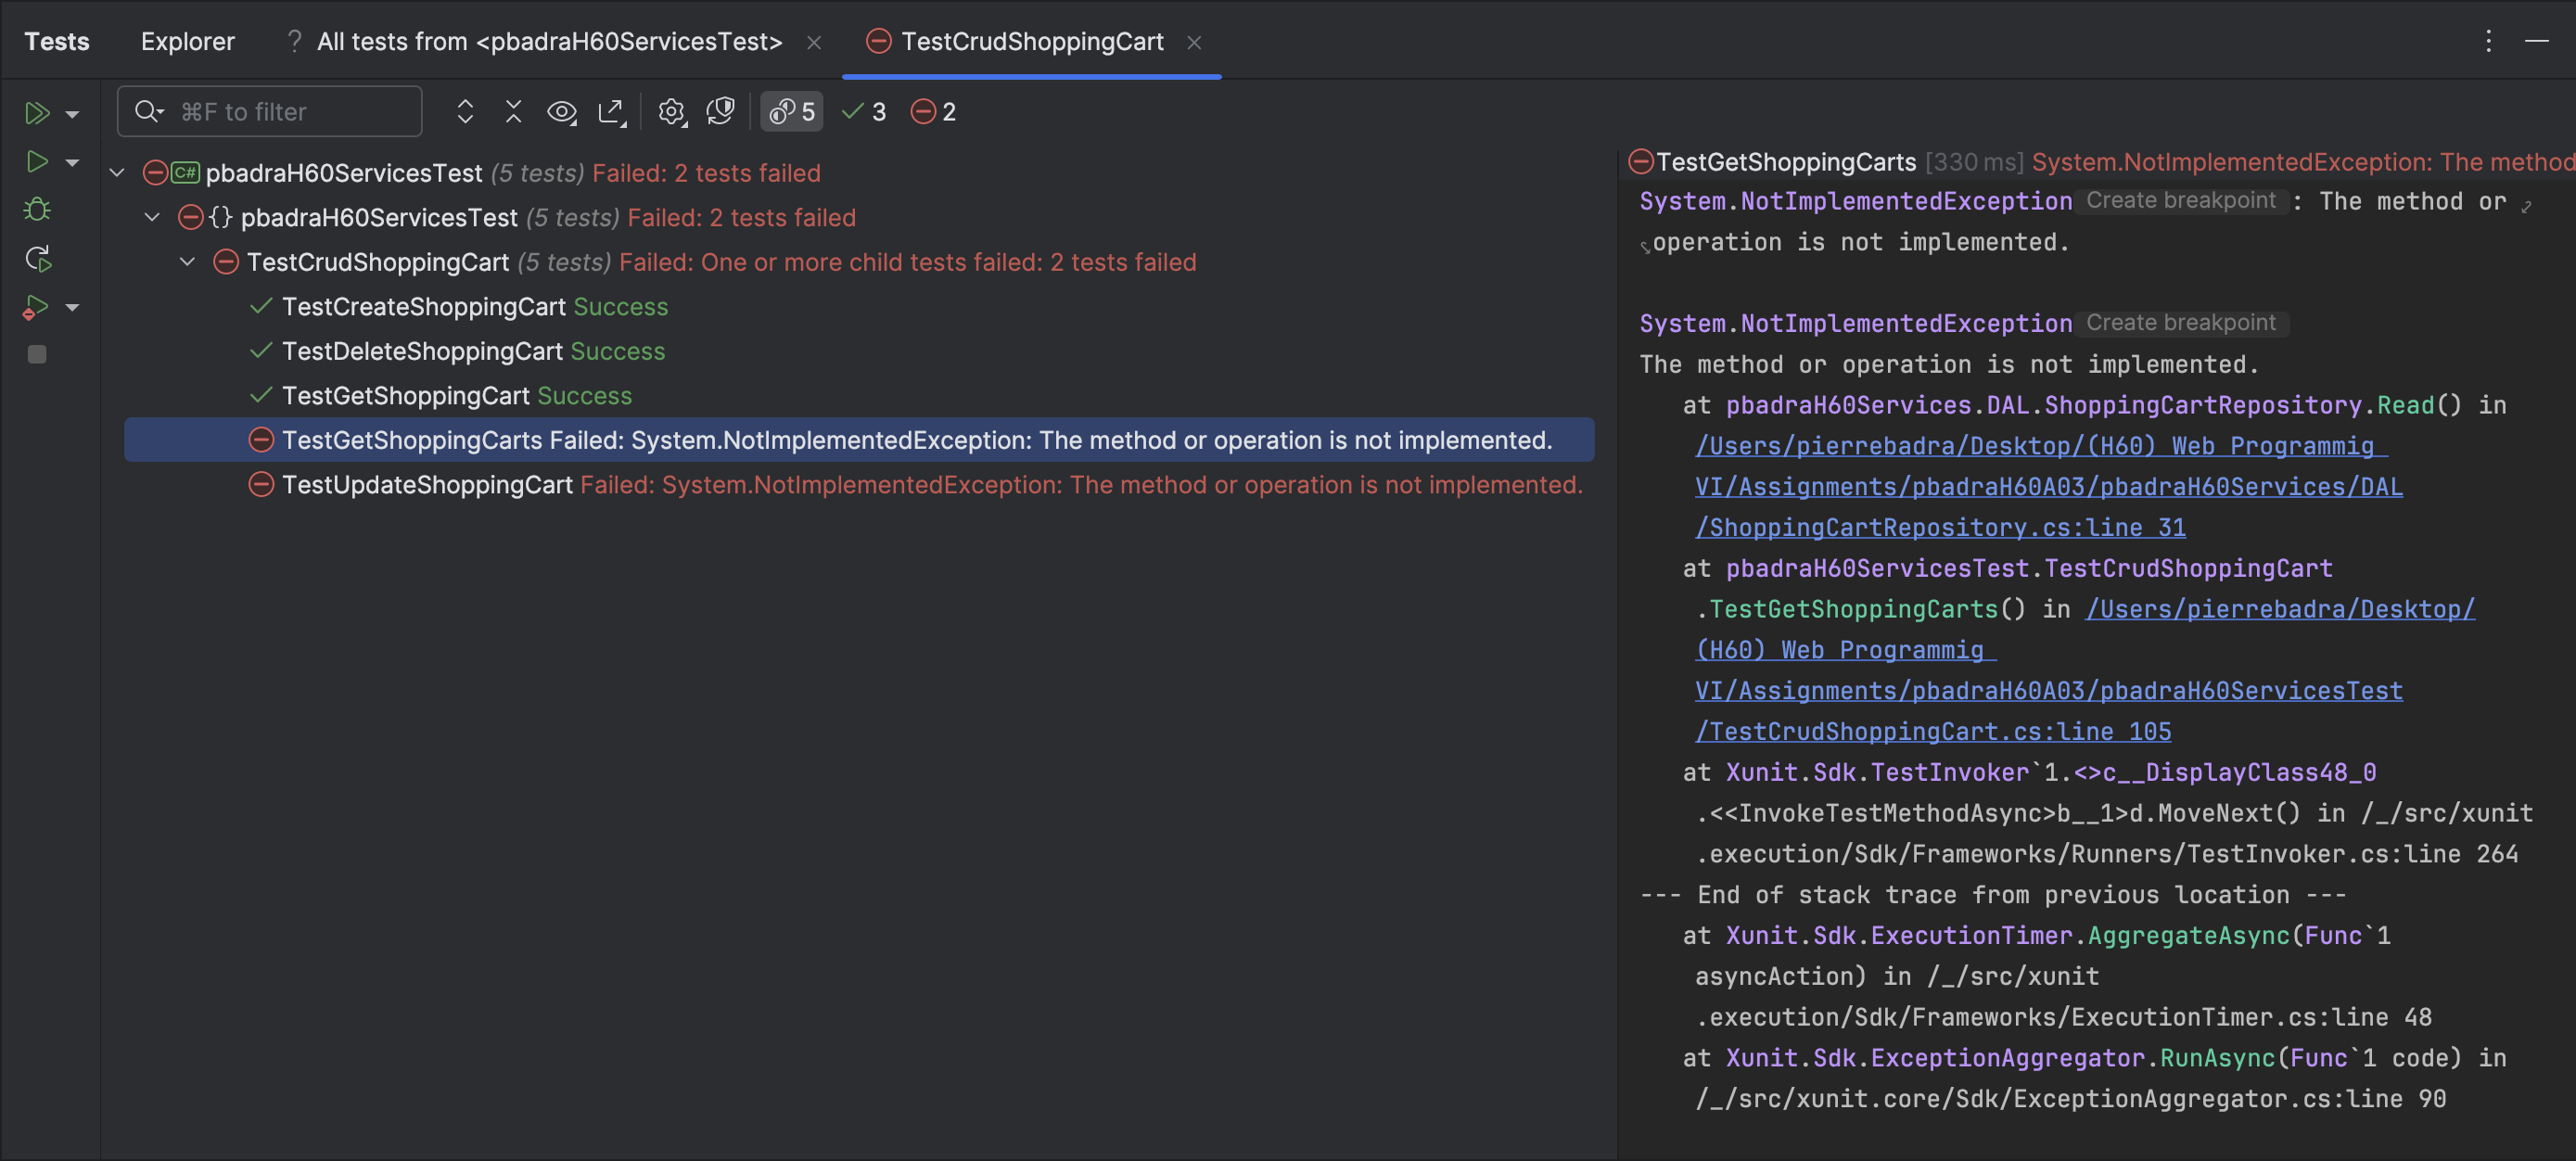 Tests Explorer ? All tests from <pbadraH60ServicesTest> × TestCrudShoppingCart ×
⌘F to filter 5 3 2
pbadraH60ServicesTest (5 tests) Failed: 2 tests failed
{} pbadraH60ServicesTest (5 tests) Failed: 2 tests failed
TestCrudShoppingCart (5 tests) Failed: One or more child tests failed: 2 tests failed
TestCreateShoppingCart Success
TestDeleteShoppingCart Success
TestGetShoppingCart Success
TestGetShoppingCarts Failed: System.NotImplementedException: The method or operation is not implemented.
TestUpdateShoppingCart Failed: System.NotImplementedException: The method or operation is not implemented.
TestGetShoppingCarts [330 ms] System.NotImplementedException: The method
System.NotImplementedException Create breakpoint : The method or
operation is not implemented.
System.NotImplementedException Create breakpoint
The method or operation is not implemented.
at pbadraH60Services.DAL.ShoppingCartRepository.Read() in
/Users/pierrebadra/Desktop/(H60) Web Programmig
VI/Assignments/pbadraH60A03/pbadraH60Services/DAL
/ShoppingCartRepository.cs:line 31
at pbadraH60ServicesTest.TestCrudShoppingCart
.TestGetShoppingCarts() in /Users/pierrebadra/Desktop/
(H60) Web Programmig
VI/Assignments/pbadraH60A03/pbadraH60ServicesTest
/TestCrudShoppingCart.cs:line 105
at Xunit.Sdk.TestInvoker`1.<>c__DisplayClass48_0
.<<InvokeTestMethodAsync>b__1>d.MoveNext() in /_/src/xunit
.execution/Sdk/Frameworks/Runners/TestInvoker.cs:line 264
--- End of stack trace from previous location ---
at Xunit.Sdk.ExecutionTimer.AggregateAsync(Func`1
asyncAction) in /_/src/xunit
.execution/Sdk/Frameworks/ExecutionTimer.cs:line 48
at Xunit.Sdk.ExceptionAggregator.RunAsync(Func`1 code) in
/_/src/xunit.core/Sdk/ExceptionAggregator.cs:line 90